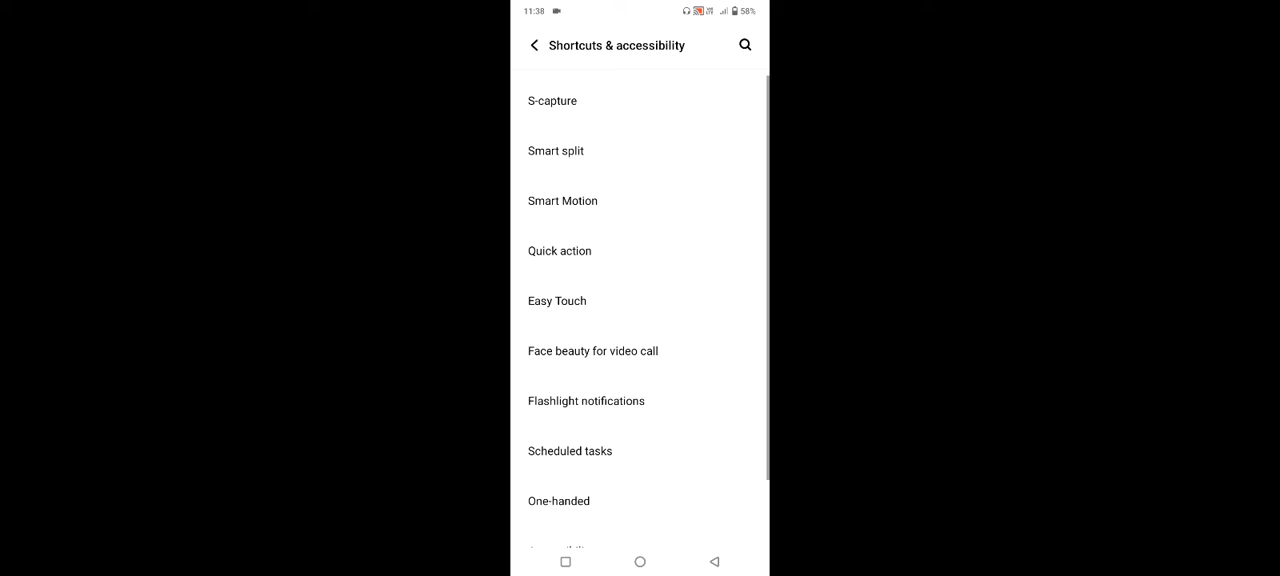 11:38
58%
Shortcuts & accessibility
S-capture
Smart split
Smart Motion
Quick action
Easy Touch
Face beauty for video call
Flashlight notifications
Scheduled tasks
One-handed